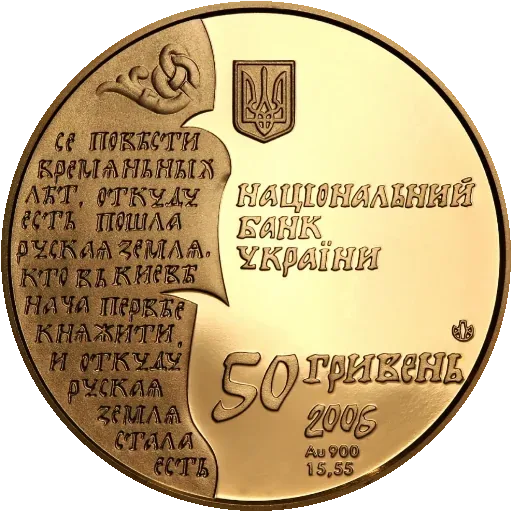 СЕ ПОВѢСТИ
ВРЕМѦНЬНЫХ
ЛѢТ, ОТКУДУ
ЕСТЬ ПОШЛА
РУСКАЯ ЗЕМЛЯ.
КТО ВЪ КИЕВѢ
НАЧА ПЕРВѢЕ
КНЯЖИТИ,
И ОТКУДУ
РУСКАЯ
ЗЕМЛЯ
СТАЛА
ЕСТЬ
НАЦІОНАЛЬНИЙ
БАНК
УКРАЇНИ
50 ГРИВЕНЬ
2006
Au 900
15,55